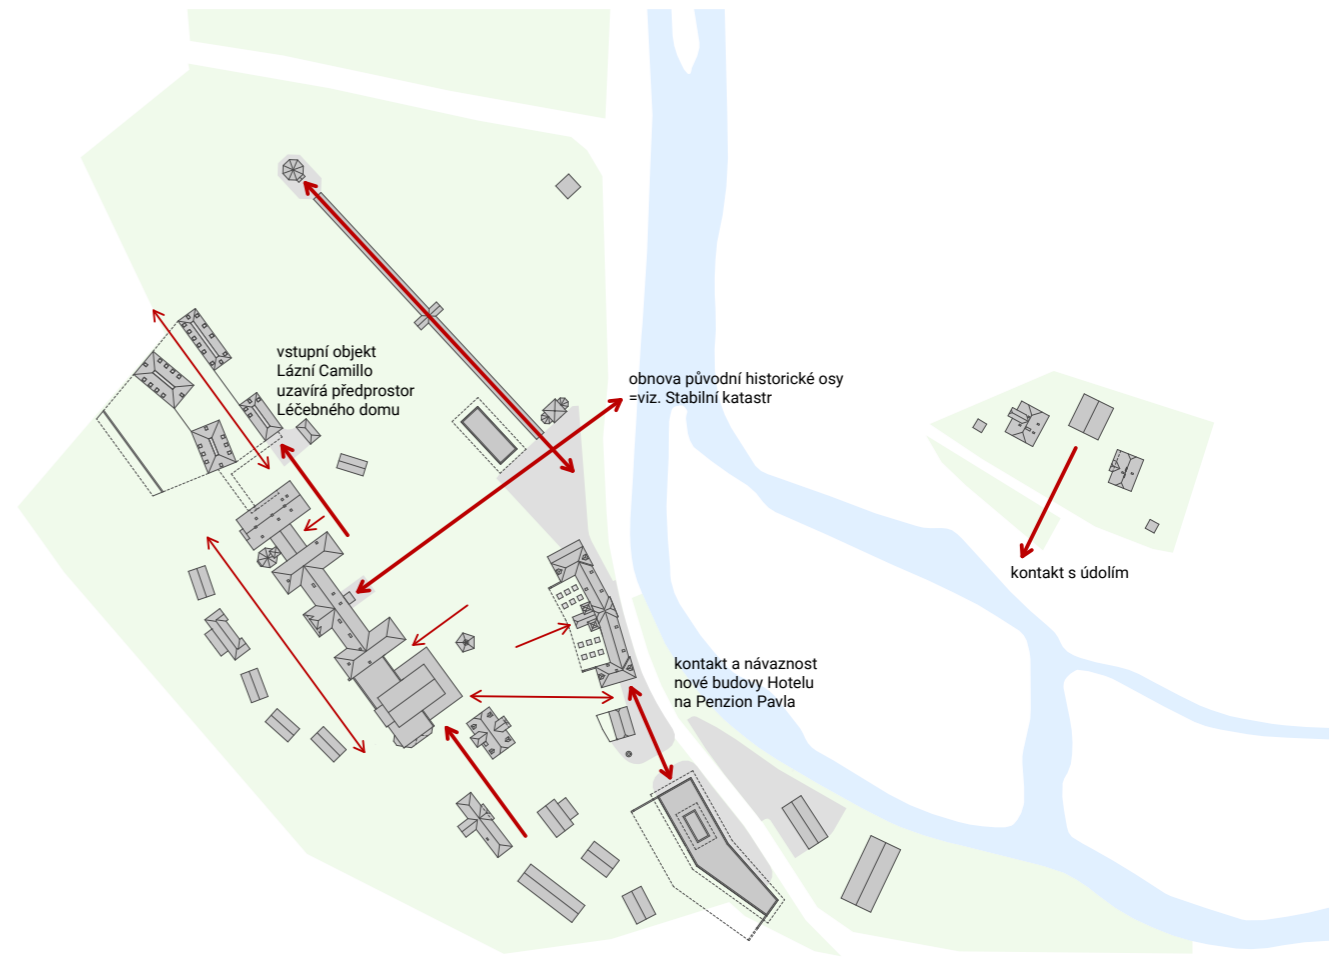 vstupní objekt
Lázní Camillo
uzavírá předprostor
Léčebného domu
obnova původní historické osy
=viz. Stabilní katastr
kontakt s údolím
kontakt a návaznost
nové budovy Hotelu
na Penzion Pavla